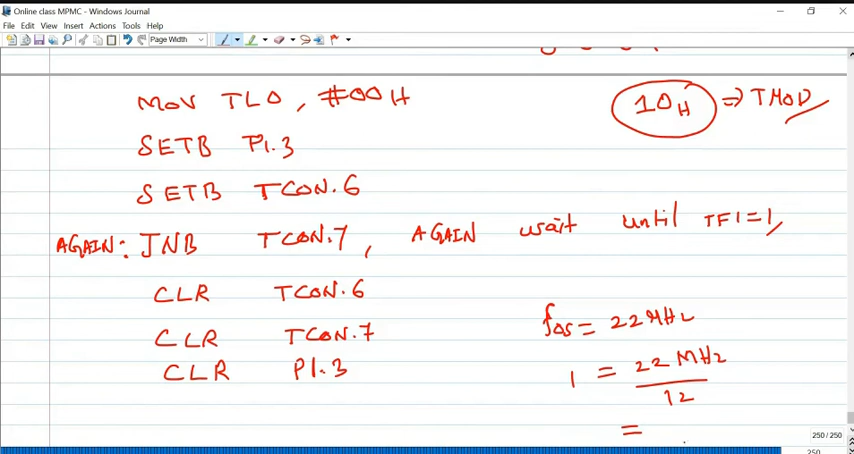 Online class MPMC - Windows Journal
File Edit View Insert Actions Tools Help
Page Width
MOV TL0, #00H
10H => TMOD
SETB P1.3
SETB TCON.6
AGAIN: JNB TCON.7, AGAIN wait until TF1=1,
CLR TCON.6
fos = 22MHz
CLR TCON.7
CLR P1.3
1 = 22 MHz
12
=
250 / 250
250